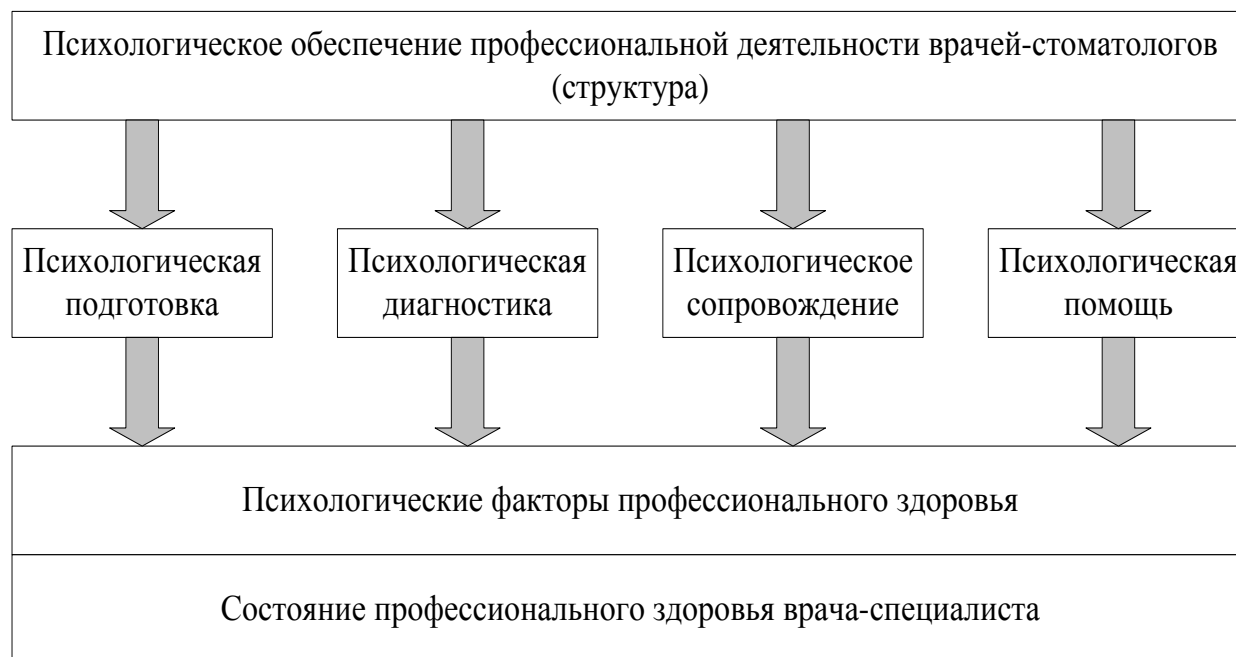 Психологическое обеспечение профессиональной деятельности врачей-стоматологов
(структура)
Психологическая
подготовка
Психологическая
диагностика
Психологическое
сопровождение
Психологическая
помощь
Психологические факторы профессионального здоровья
Состояние профессионального здоровья врача-специалиста